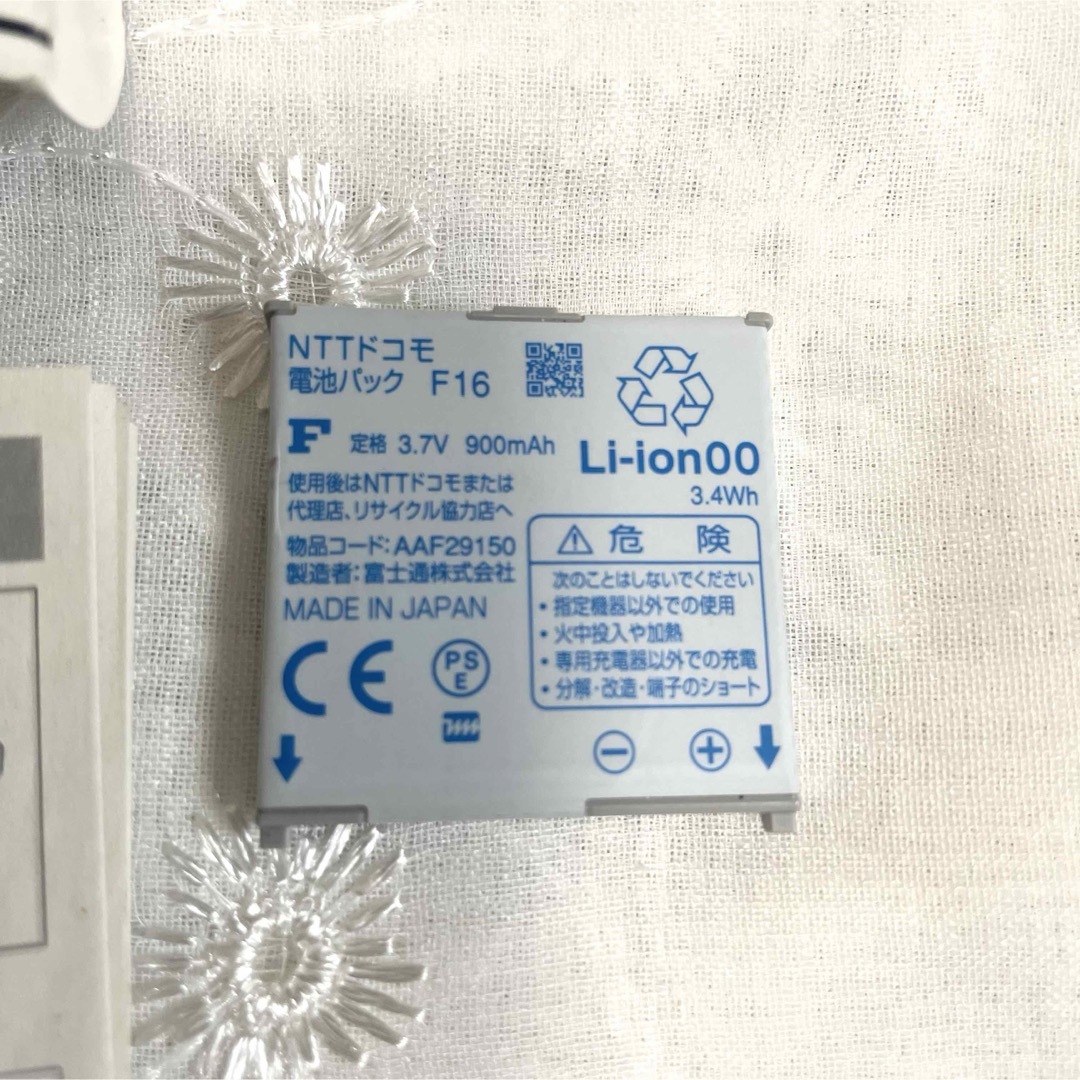 NTTドコモ
電池パック F16
F 定格 3.7V 900mAh
Li-ion00
3.4Wh
使用後はNTTドコモまたは
代理店、リサイクル協力店へ
物品コード:AAF29150
製造者:富士通株式会社
MADE IN JAPAN
CE
PS
E
⚠ 危 険
次のことはしないでください
・指定機器以外での使用
・火中投入や加熱
・専用充電器以外での充電
・分解・改造・端子のショート
⊖ ⊕